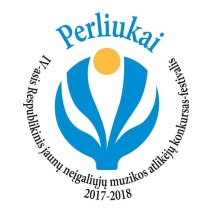 Perliukai
IV-asis Respublikinis jaunų neįgaliųjų muzikos atlikėjų konkursas-festivalis
2017-2018